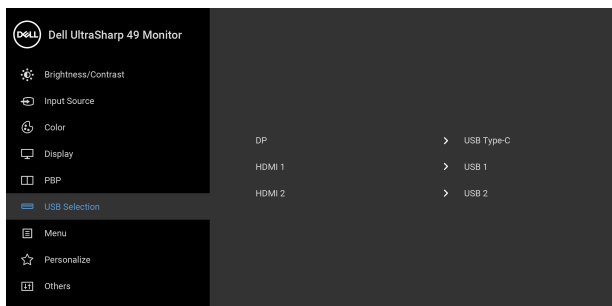 DELL Dell UltraSharp 49 Monitor
Brightness/Contrast
Input Source
Color
Display
PBP
USB Selection
Menu
Personalize
Others
DP > USB Type-C
HDMI 1 > USB 1
HDMI 2 > USB 2